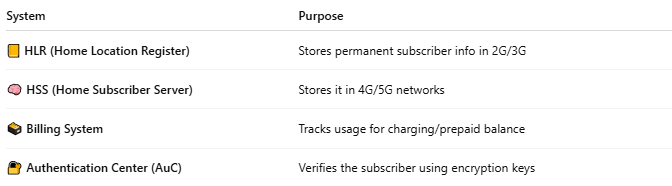 System Purpose
📒 HLR (Home Location Register) Stores permanent subscriber info in 2G/3G
🧠 HSS (Home Subscriber Server) Stores it in 4G/5G networks
🗳 Billing System Tracks usage for charging/prepaid balance
🔐 Authentication Center (AuC) Verifies the subscriber using encryption keys